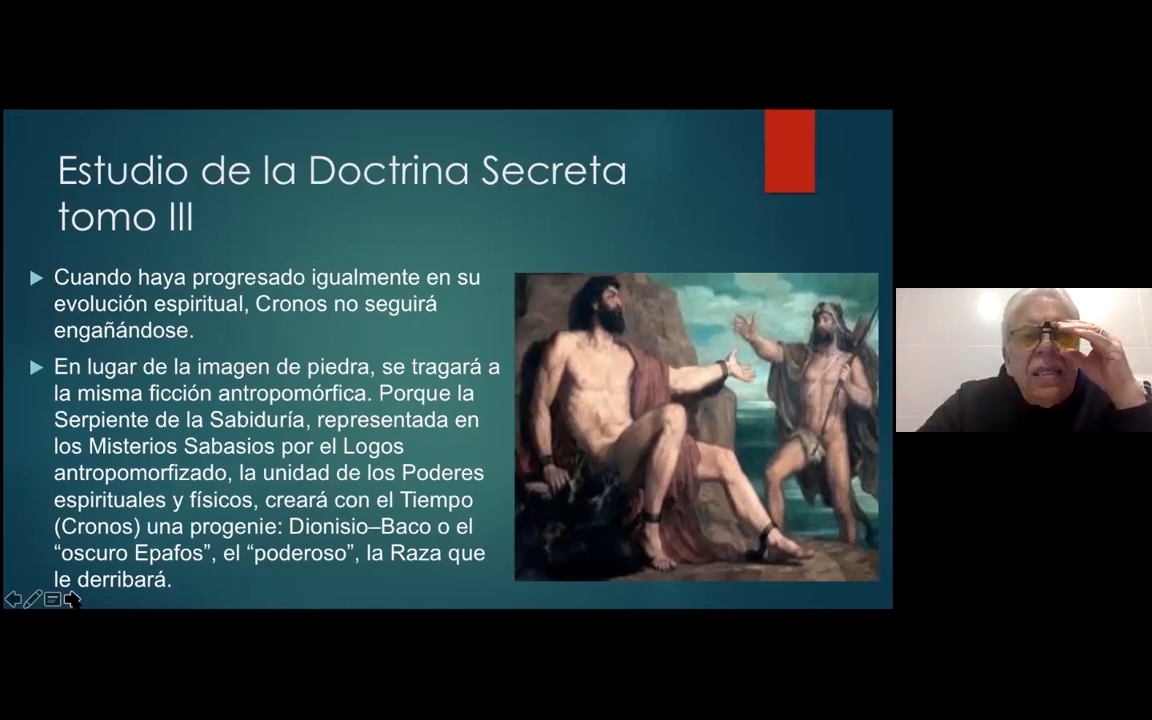 Estudio de la Doctrina Secreta
tomo III
Cuando haya progresado igualmente en su
evolución espiritual, Cronos no seguirá
engañándose.
En lugar de la imagen de piedra, se tragará a
la misma ficción antropomórfica. Porque la
Serpiente de la Sabiduría, representada en
los Misterios Sabasios por el Logos
antropomorfizado, la unidad de los Poderes
espirituales y físicos, creará con el Tiempo
(Cronos) una progenie: Dionisio–Baco o el
“oscuro Epafos”, el “poderoso”, la Raza que
le derribará.